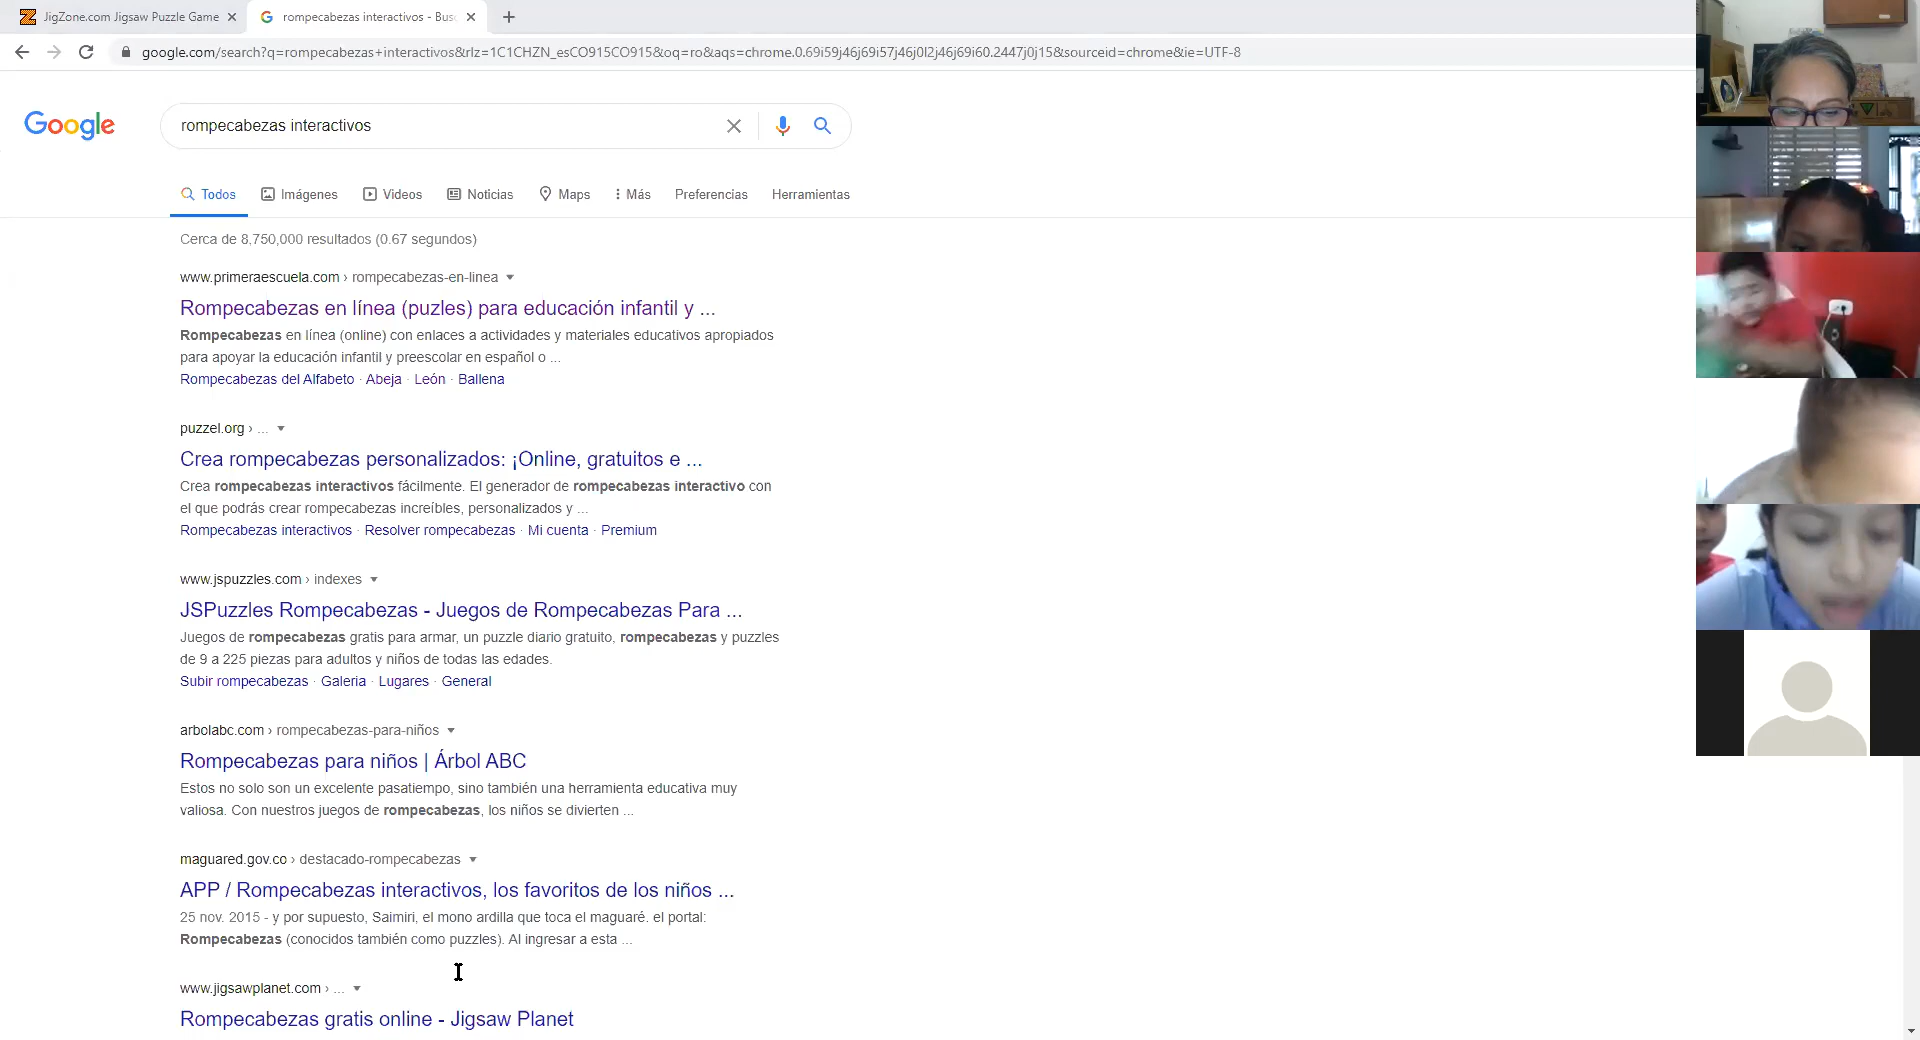 JigZone.com Jigsaw Puzzle Game
rompecabezas interactivos - Bus
google.com/search?q=rompecabezas+interactivos&rlz=1C1CHZN_esCO915CO915&oq=ro&aqs=chrome.0.69i59j46j69i57j46j0l2j46j69i60.2447j0j15&sourceid=chrome&ie=UTF-8
Google
rompecabezas interactivos
Todos Imágenes Videos Noticias Maps Más Preferencias Herramientas
Cerca de 8,750,000 resultados (0.67 segundos)
www.primeraescuela.com › rompecabezas-en-linea
Rompecabezas en línea (puzles) para educación infantil y ...
Rompecabezas en línea (online) con enlaces a actividades y materiales educativos apropiados
para apoyar la educación infantil y preescolar en español o ...
Rompecabezas del Alfabeto · Abeja · León · Ballena
puzzel.org › ...
Crea rompecabezas personalizados: ¡Online, gratuitos e ...
Crea rompecabezas interactivos fácilmente. El generador de rompecabezas interactivo con
el que podrás crear rompecabezas increíbles, personalizados y ...
Rompecabezas interactivos · Resolver rompecabezas · Mi cuenta · Premium
www.jspuzzles.com › indexes
JSPuzzles Rompecabezas - Juegos de Rompecabezas Para ...
Juegos de rompecabezas gratis para armar, un puzzle diario gratuito, rompecabezas y puzzles
de 9 a 225 piezas para adultos y niños de todas las edades.
Subir rompecabezas · Galeria · Lugares · General
arbolabc.com › rompecabezas-para-niños
Rompecabezas para niños | Árbol ABC
Estos no solo son un excelente pasatiempo, sino también una herramienta educativa muy
valiosa. Con nuestros juegos de rompecabezas, los niños se divierten ...
maguared.gov.co › destacado-rompecabezas
APP / Rompecabezas interactivos, los favoritos de los niños ...
25 nov. 2015 - y por supuesto, Saimiri, el mono ardilla que toca el maguaré. el portal:
Rompecabezas (conocidos también como puzzles). Al ingresar a esta ...
www.jigsawplanet.com › ...
Rompecabezas gratis online - Jigsaw Planet